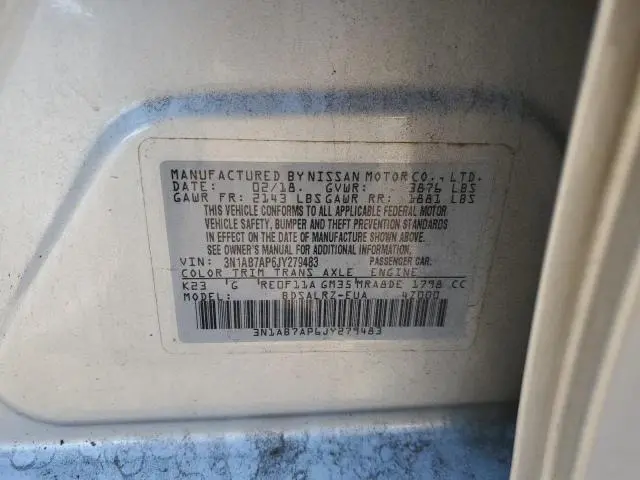 MANUFACTURED BY NISSAN MOTOR CO., LTD.
DATE: 02/18. GVWR: 3876 LBS
GAWR FR: 2143 LBS GAWR RR: 1881 LBS
THIS VEHICLE CONFORMS TO ALL APPLICABLE FEDERAL MOTOR
VEHICLE SAFETY, BUMPER AND THEFT PREVENTION STANDARDS
IN EFFECT ON THE DATE OF MANUFACTURE SHOWN ABOVE.
SEE OWNER'S MANUAL FOR ADDITIONAL INFORMATION.
VIN: 3N1AB7AP6JY279483 PASSENGER CAR.
COLOR TRIM TRANS AXLE ENGINE
K23 G RE0F11A GM35 MRA8DE 1798 CC
MODEL: BDSALRZ-EUA 4Z000
3N1AB7AP6JY279483